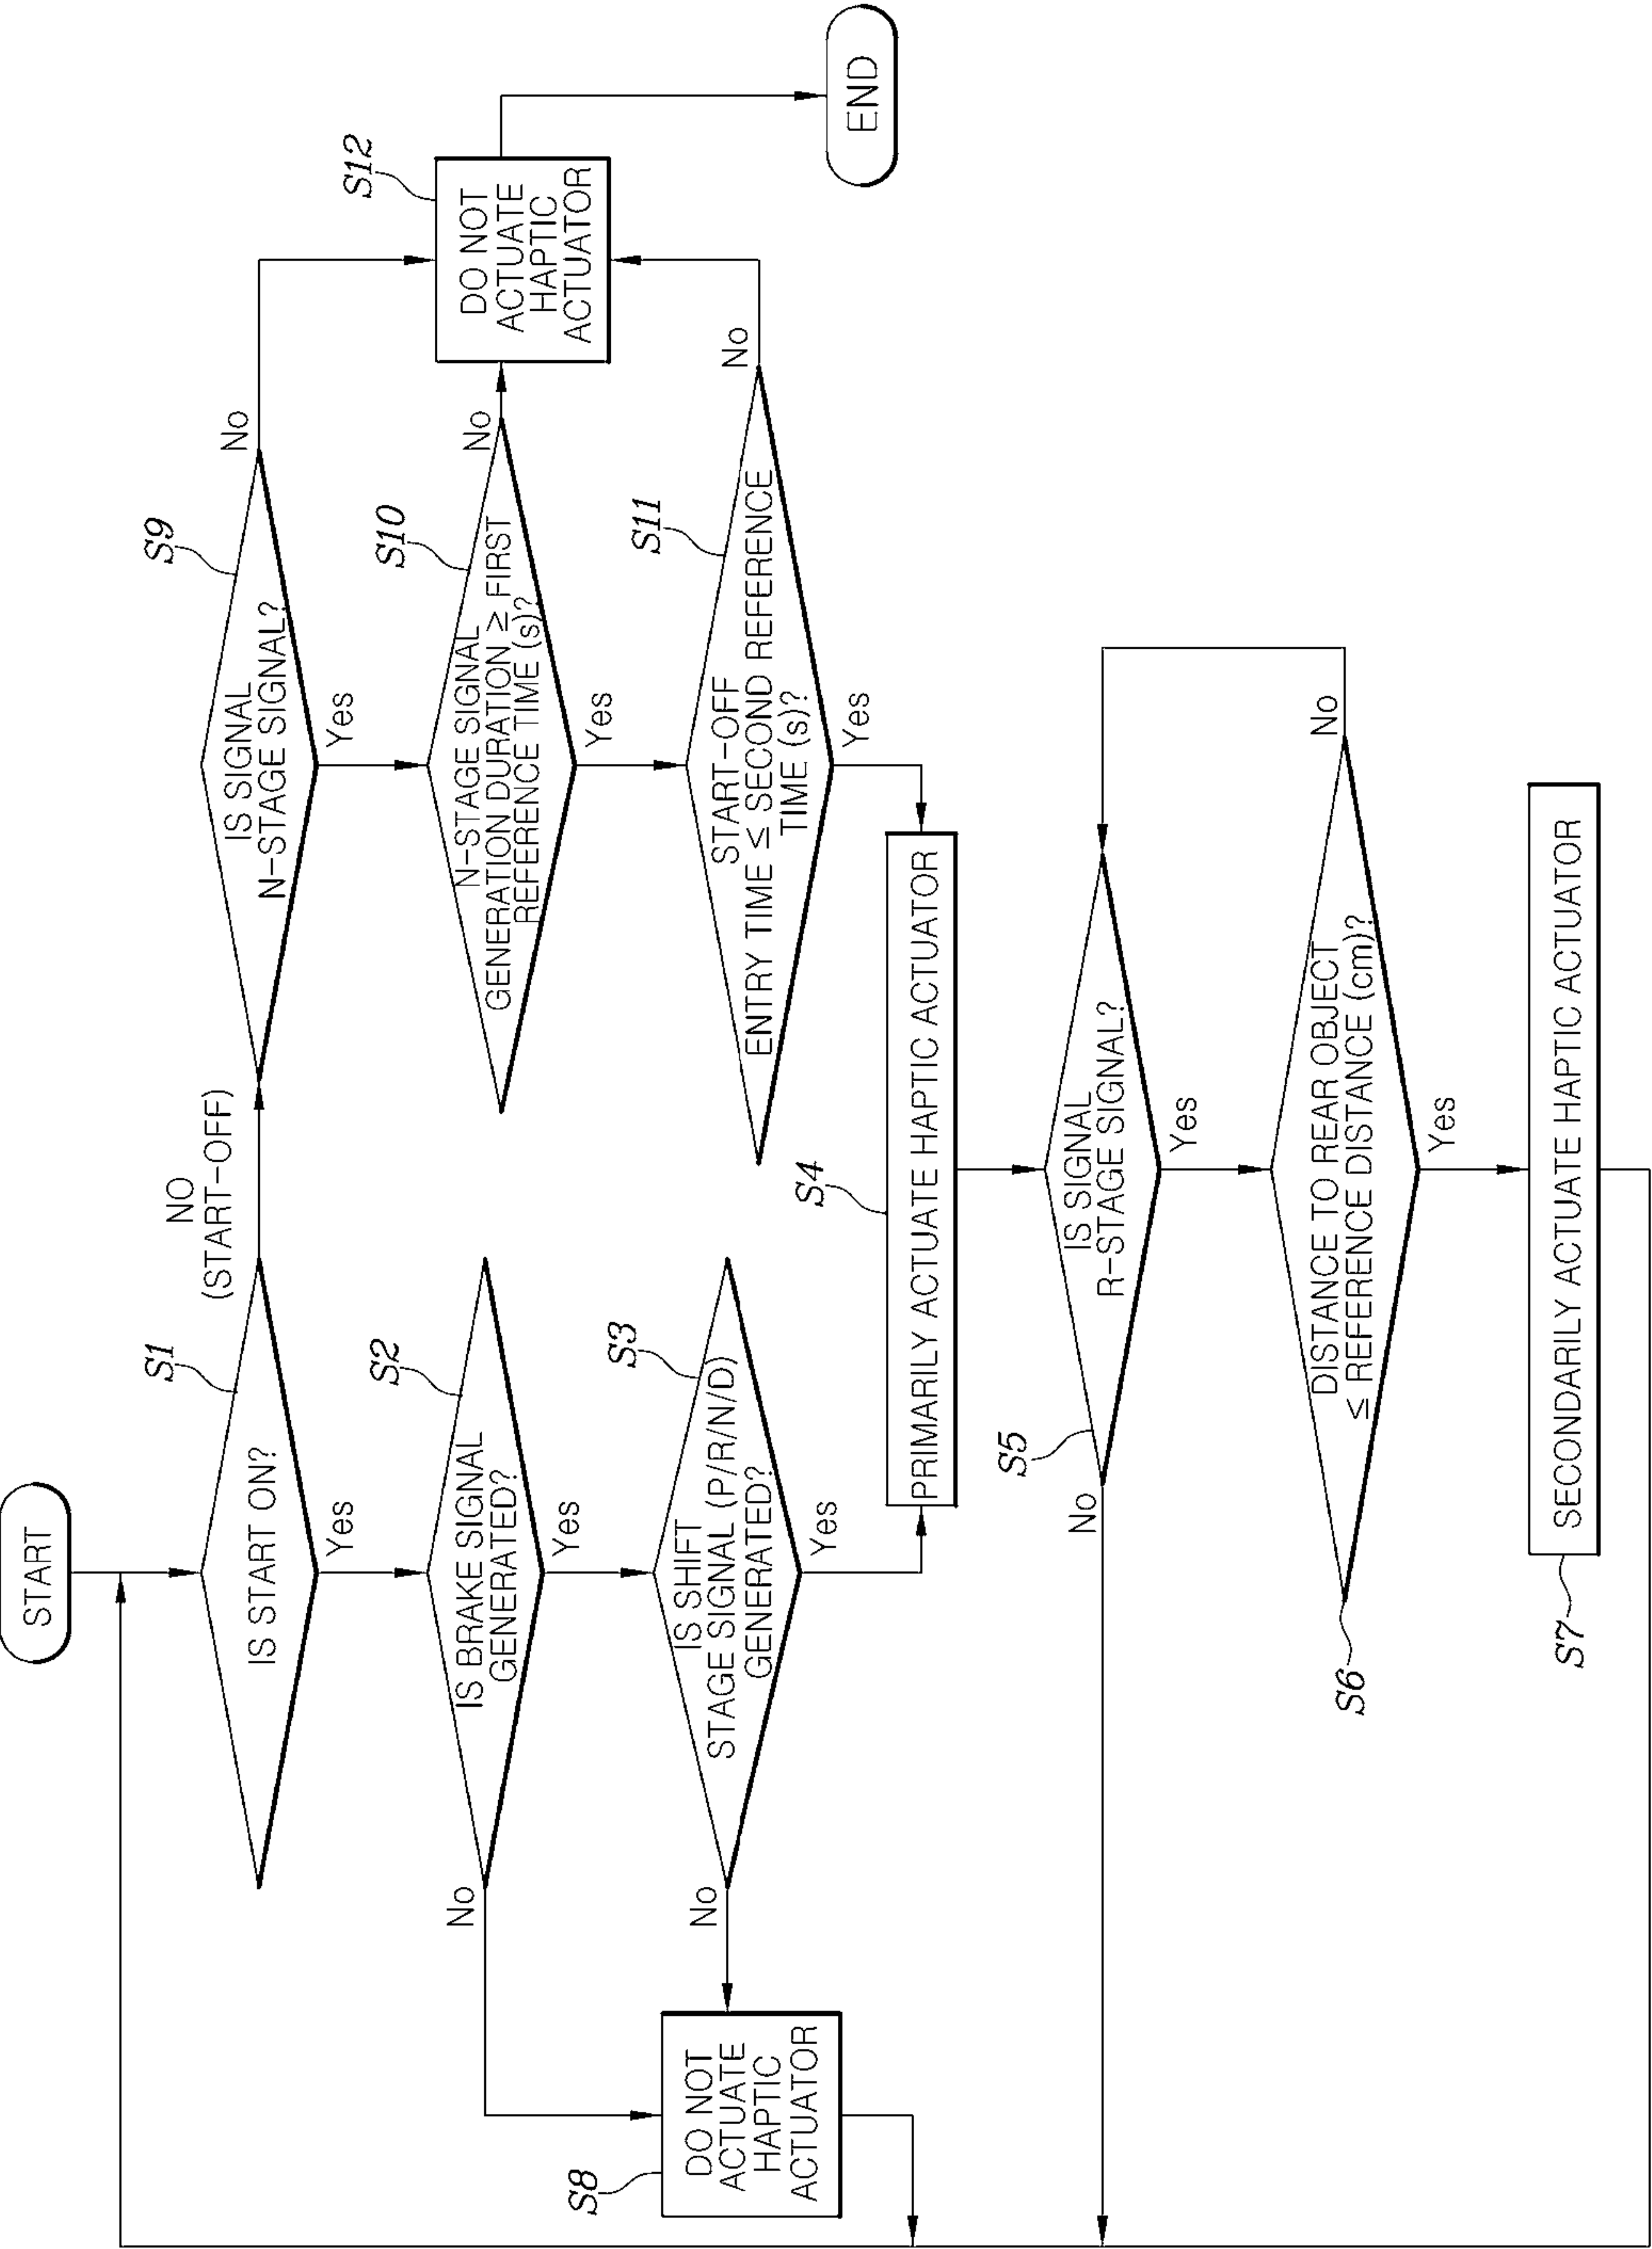 START
S1
IS START ON?
Yes
NO
(START-OFF)
S2
IS BRAKE SIGNAL
GENERATED?
No
Yes
S3
IS SHIFT
STAGE SIGNAL (P/R/N/D)
GENERATED?
No
Yes
S8
DO NOT
ACTUATE
HAPTIC
ACTUATOR
S9
IS SIGNAL
N-STAGE SIGNAL?
No
Yes
S10
N-STAGE SIGNAL
GENERATION DURATION ≥ FIRST
REFERENCE TIME (s)?
No
Yes
S11
START-OFF
ENTRY TIME ≤ SECOND REFERENCE
TIME (s)?
No
Yes
S12
DO NOT
ACTUATE
HAPTIC
ACTUATOR
END
S4
PRIMARILY ACTUATE HAPTIC ACTUATOR
S5
IS SIGNAL
R-STAGE SIGNAL?
No
Yes
S6
DISTANCE TO REAR OBJECT
≤ REFERENCE DISTANCE (cm)?
No
Yes
S7
SECONDARILY ACTUATE HAPTIC ACTUATOR